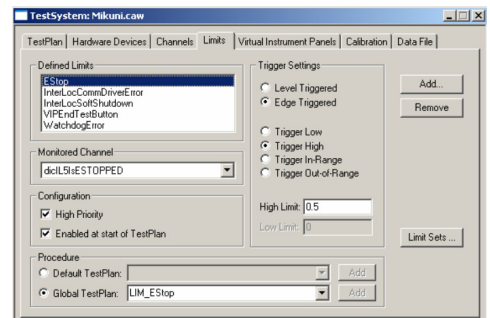 TestSystem: Mikuni.caw
TestPlan Hardware Devices Channels Limits Virtual Instrument Panels Calibration Data File
Defined Limits
EStop
InterLocCommDriverError
InterLocSoftShutdown
VIPEndTestButton
WatchdogError
Monitored Channel
dicIL5IsESTOPPED
Configuration
High Priority
Enabled at start of TestPlan
Trigger Settings
Level Triggered
Edge Triggered
Trigger Low
Trigger High
Trigger In-Range
Trigger Out-of-Range
High Limit: 0.5
Low Limit: 0
Add...
Remove
Limit Sets ...
Procedure
Default TestPlan: Add
Global TestPlan: LIM_EStop Add